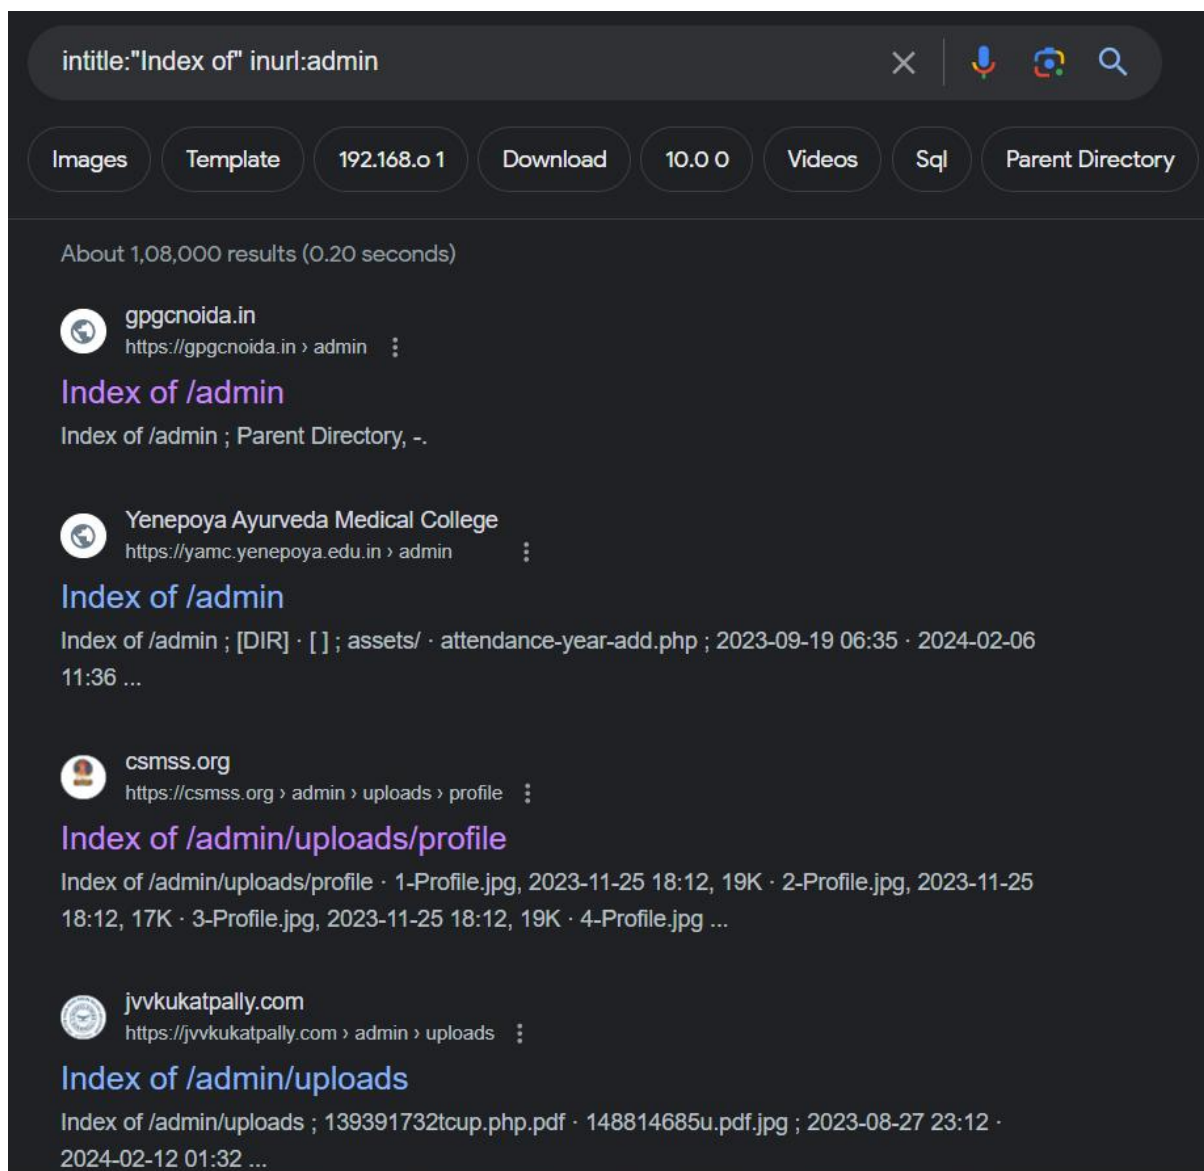 intitle:"Index of" inurl:admin
Images Template 192.168.o 1 Download 10.0 0 Videos Sql Parent Directory
About 1,08,000 results (0.20 seconds)
gpgcnoida.in
https://gpgcnoida.in › admin
Index of /admin
Index of /admin ; Parent Directory, -.
Yenepoya Ayurveda Medical College
https://yamc.yenepoya.edu.in › admin
Index of /admin
Index of /admin ; [DIR] · [ ] ; assets/ · attendance-year-add.php ; 2023-09-19 06:35 · 2024-02-06
11:36 ...
csmss.org
https://csmss.org › admin › uploads › profile
Index of /admin/uploads/profile
Index of /admin/uploads/profile · 1-Profile.jpg, 2023-11-25 18:12, 19K · 2-Profile.jpg, 2023-11-25
18:12, 17K · 3-Profile.jpg, 2023-11-25 18:12, 19K · 4-Profile.jpg ...
jvvkukatpally.com
https://jvvkukatpally.com › admin › uploads
Index of /admin/uploads
Index of /admin/uploads ; 139391732tcup.php.pdf · 148814685u.pdf.jpg ; 2023-08-27 23:12 ·
2024-02-12 01:32 ...